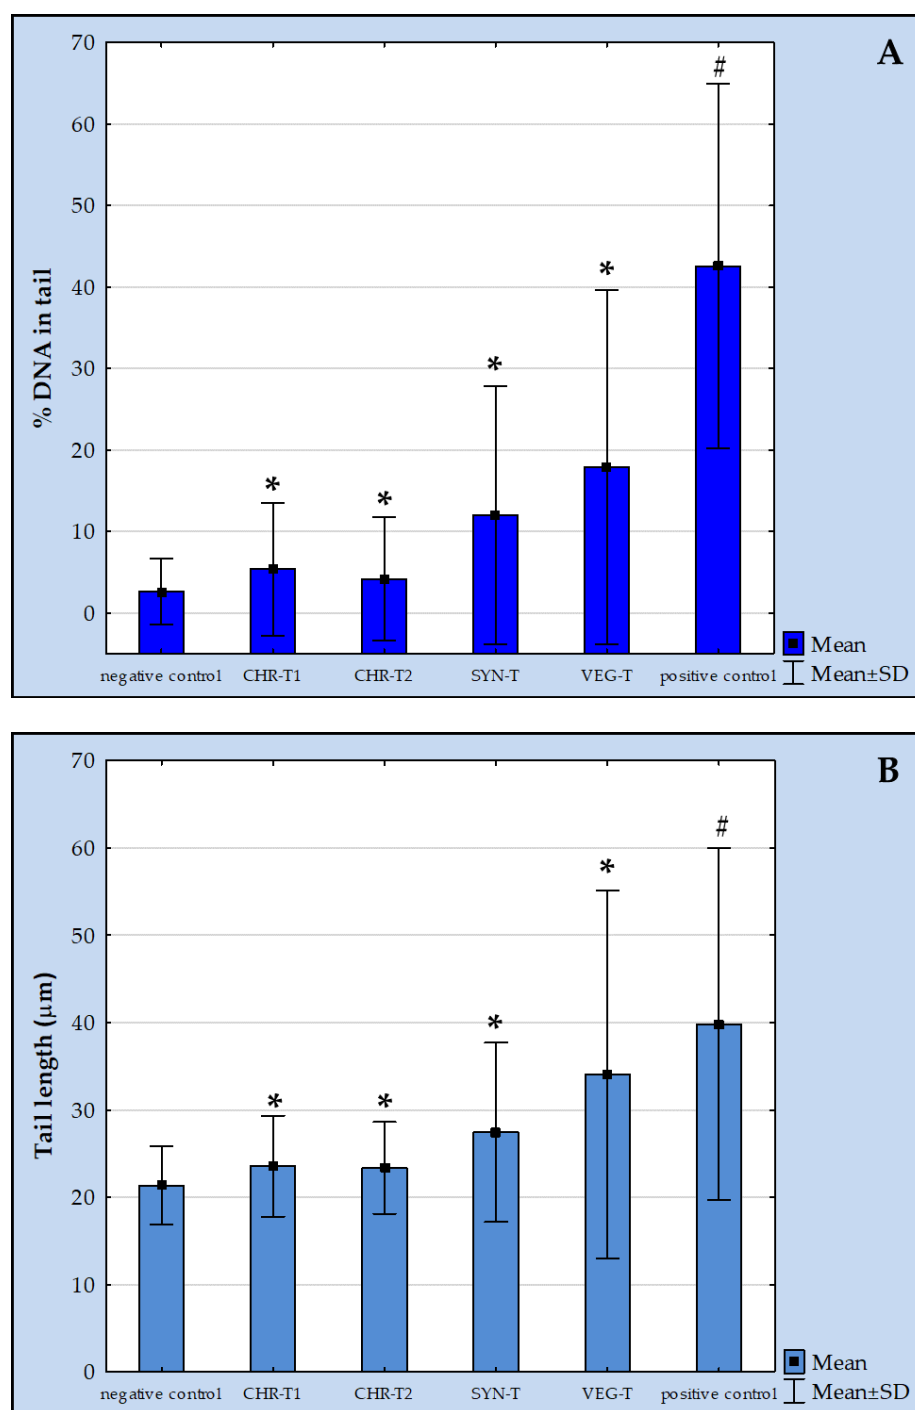 A
70
60
50
40
30
20
10
0
% DNA in tail
*
*
*
*
#
negative control
CHR-T1
CHR-T2
SYN-T
VEG-T
positive control
Mean
Mean±SD
B
70
60
50
40
30
20
10
0
Tail length (μm)
*
*
*
*
#
negative control
CHR-T1
CHR-T2
SYN-T
VEG-T
positive control
Mean
Mean±SD